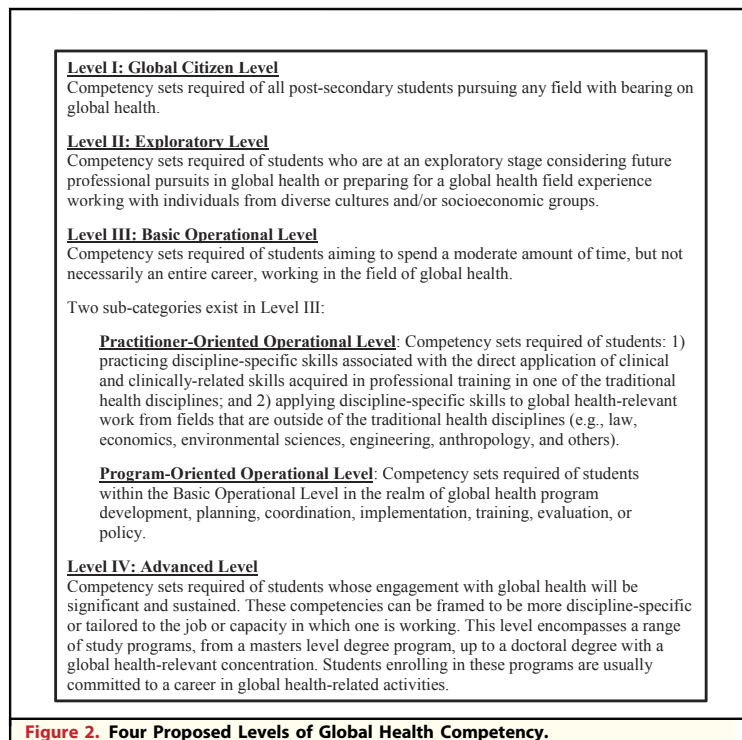 Level I: Global Citizen Level
Competency sets required of all post-secondary students pursuing any field with bearing on
global health.
Level II: Exploratory Level
Competency sets required of students who are at an exploratory stage considering future
professional pursuits in global health or preparing for a global health field experience
working with individuals from diverse cultures and/or socioeconomic groups.
Level III: Basic Operational Level
Competency sets required of students aiming to spend a moderate amount of time, but not
necessarily an entire career, working in the field of global health.
Two sub-categories exist in Level III:
Practitioner-Oriented Operational Level: Competency sets required of students: 1)
practicing discipline-specific skills associated with the direct application of clinical
and clinically-related skills acquired in professional training in one of the traditional
health disciplines; and 2) applying discipline-specific skills to global health-relevant
work from fields that are outside of the traditional health disciplines (e.g., law,
economics, environmental sciences, engineering, anthropology, and others).
Program-Oriented Operational Level: Competency sets required of students
within the Basic Operational Level in the realm of global health program
development, planning, coordination, implementation, training, evaluation, or
policy.
Level IV: Advanced Level
Competency sets required of students whose engagement with global health will be
significant and sustained. These competencies can be framed to be more discipline-specific
or tailored to the job or capacity in which one is working. This level encompasses a range
of study programs, from a masters level degree program, up to a doctoral degree with a
global health-relevant concentration. Students enrolling in these programs are usually
committed to a career in global health-related activities.
Figure 2. Four Proposed Levels of Global Health Competency.